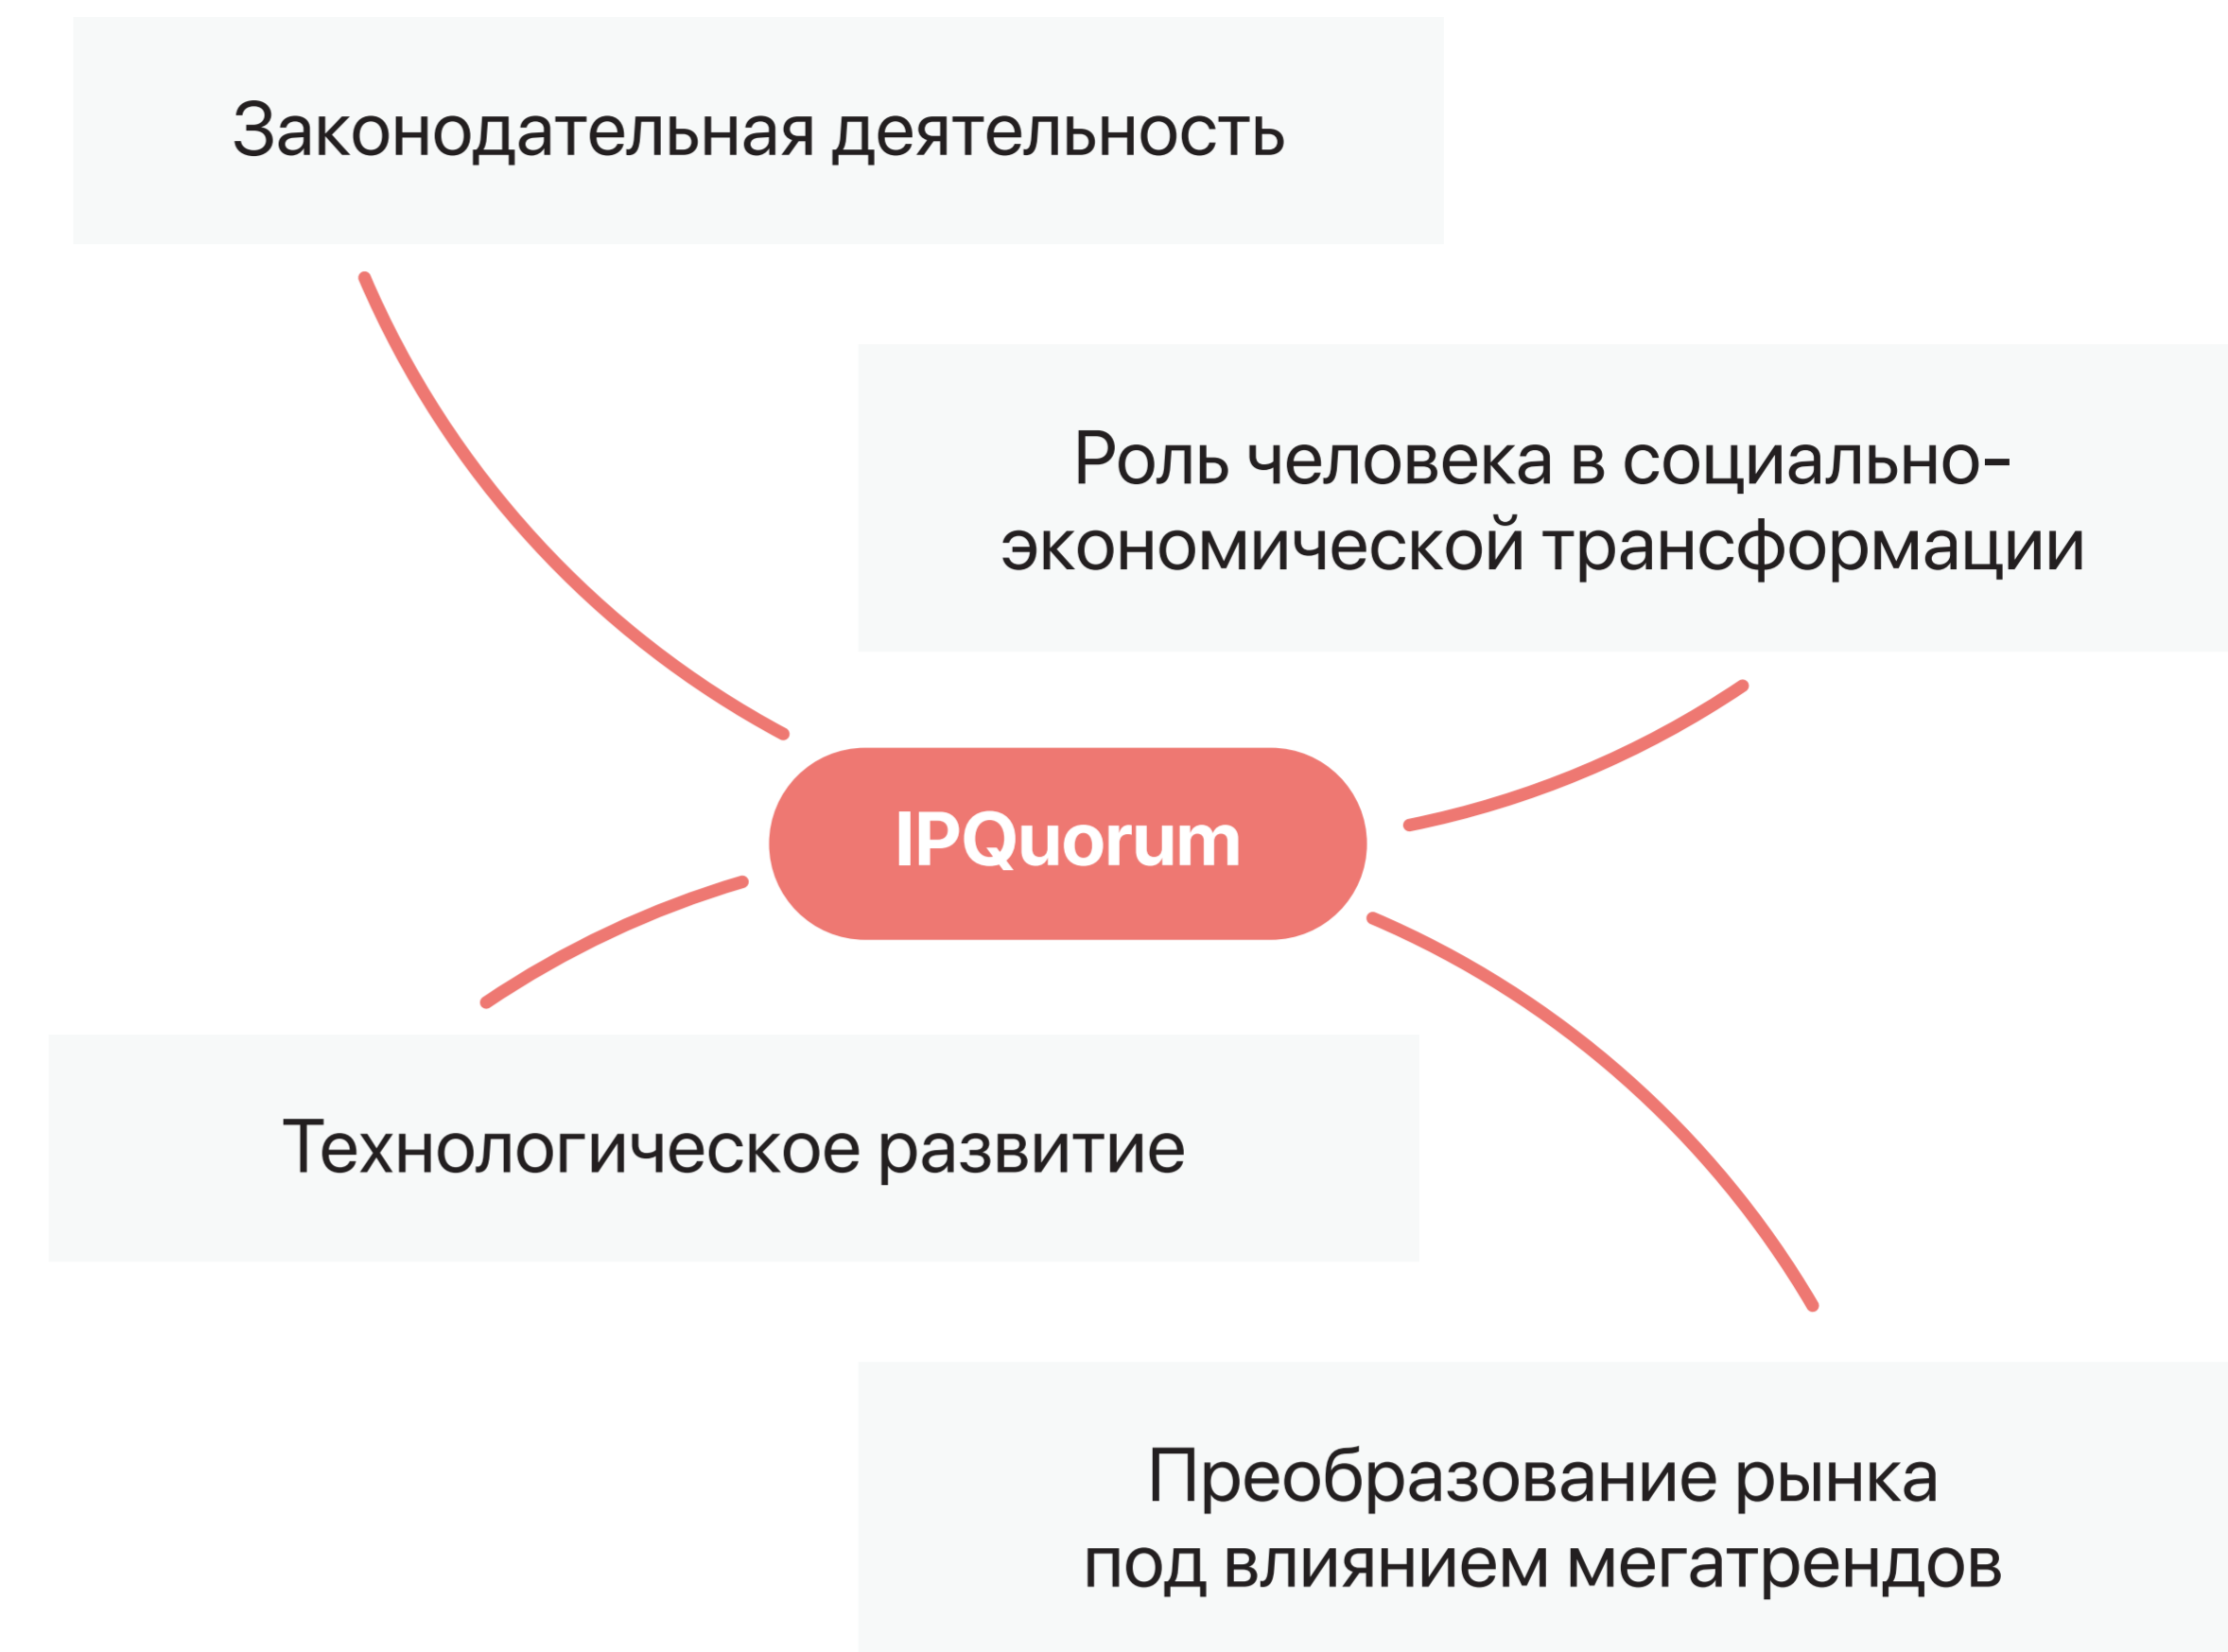 Законодательная деятельность
Роль человека в социально-
экономической трансформации
IPQuorum
Технологическое развитие
Преобразование рынка
под влиянием мегатрендов